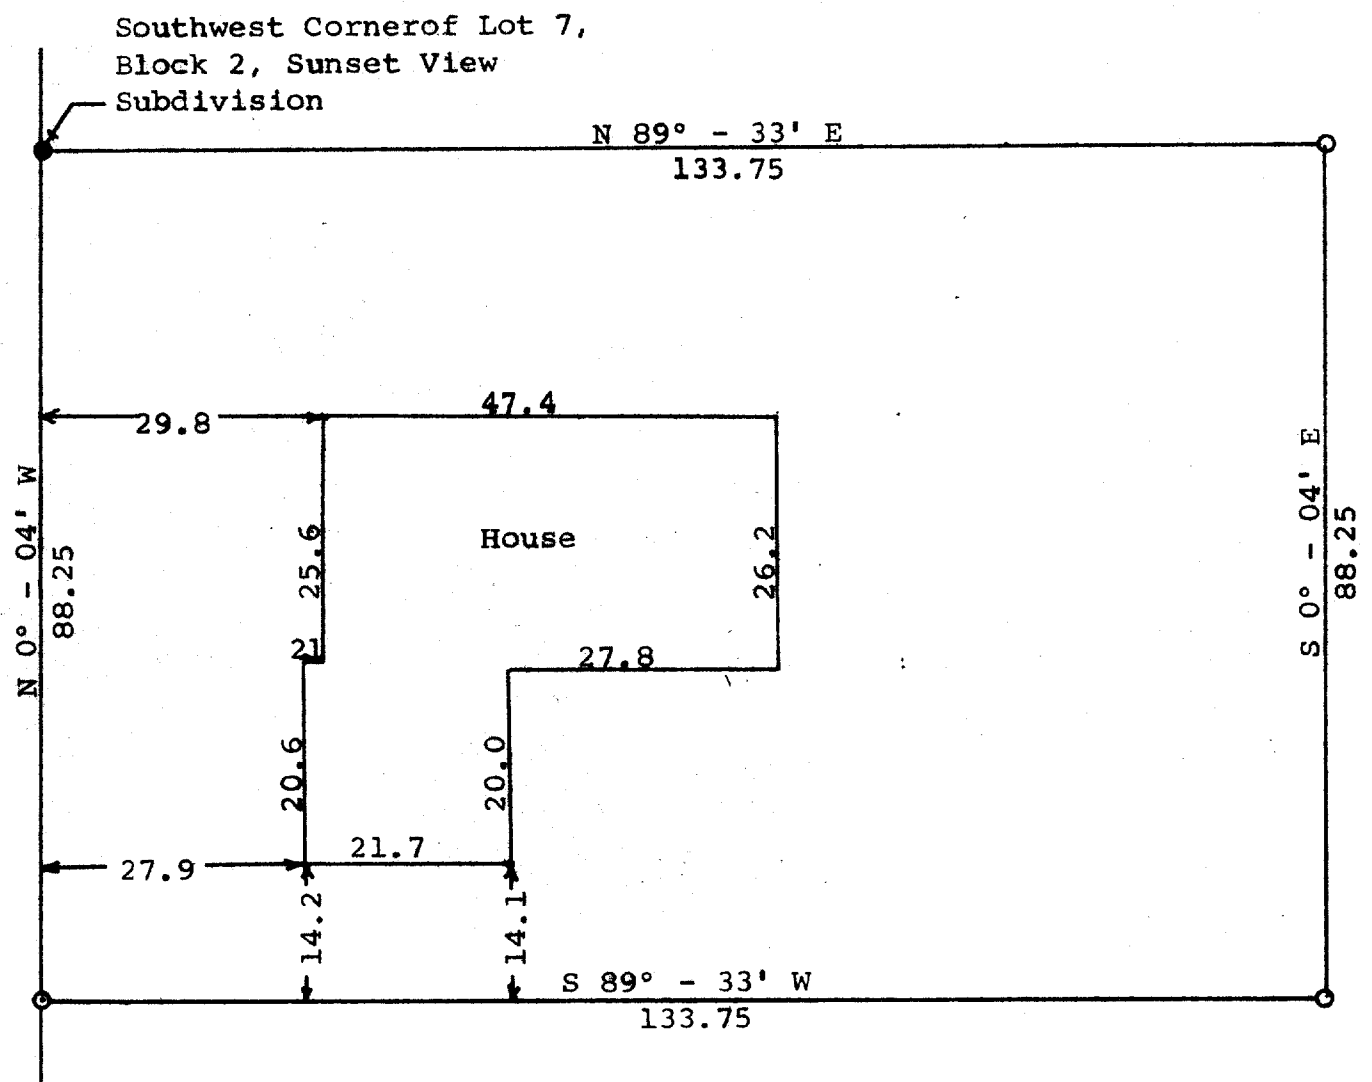 Southwest Cornerof Lot 7,
Block 2, Sunset View
Subdivision
N 89° - 33' E
133.75
29.8
47.4
N 0° - 04' W
88.25
25.6
House
26.2
S 0° - 04' E
88.25
21
27.8
20.6
20.0
21.7
27.9
14.2
14.1
S 89° - 33' W
133.75